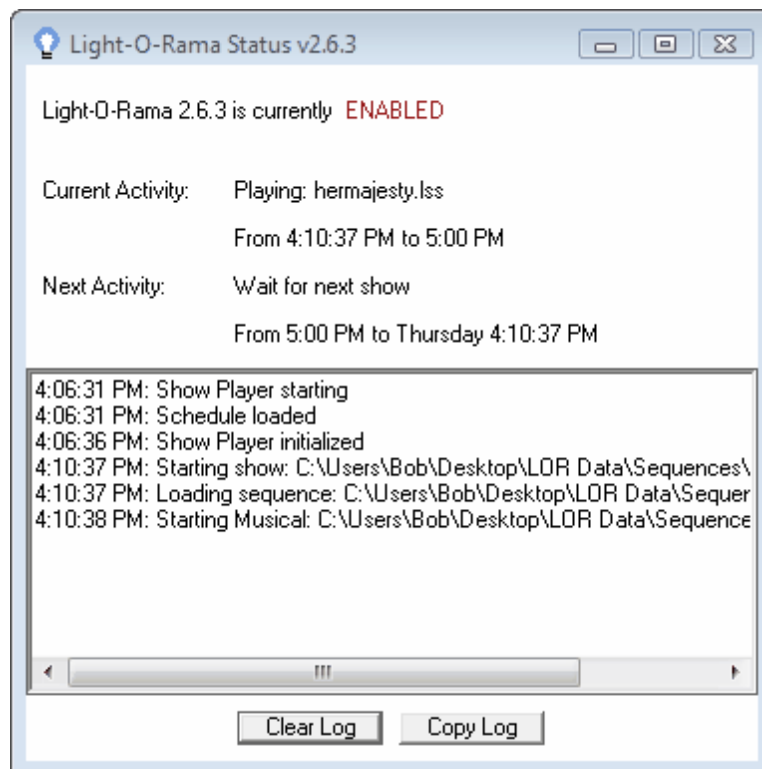 Light-O-Rama Status v2.6.3
Light-O-Rama 2.6.3 is currently ENABLED
Current Activity: Playing: hermajesty.lss
From 4:10:37 PM to 5:00 PM
Next Activity: Wait for next show
From 5:00 PM to Thursday 4:10:37 PM
4:06:31 PM: Show Player starting
4:06:31 PM: Schedule loaded
4:06:36 PM: Show Player initialized
4:10:37 PM: Starting show: C:\Users\Bob\Desktop\LOR Data\Sequences\
4:10:37 PM: Loading sequence: C:\Users\Bob\Desktop\LOR Data\Sequer
4:10:38 PM: Starting Musical: C:\Users\Bob\Desktop\LOR Data\Sequence
Clear Log Copy Log